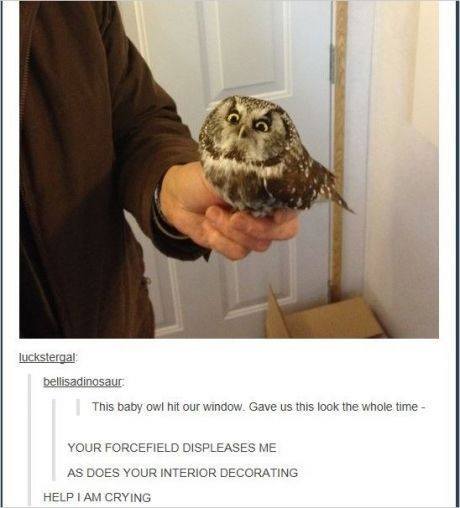 luckstergal:
bellisadinosaur:
This baby owl hit our window. Gave us this look the whole time -
YOUR FORCEFIELD DISPLEASES ME
AS DOES YOUR INTERIOR DECORATING
HELP I AM CRYING